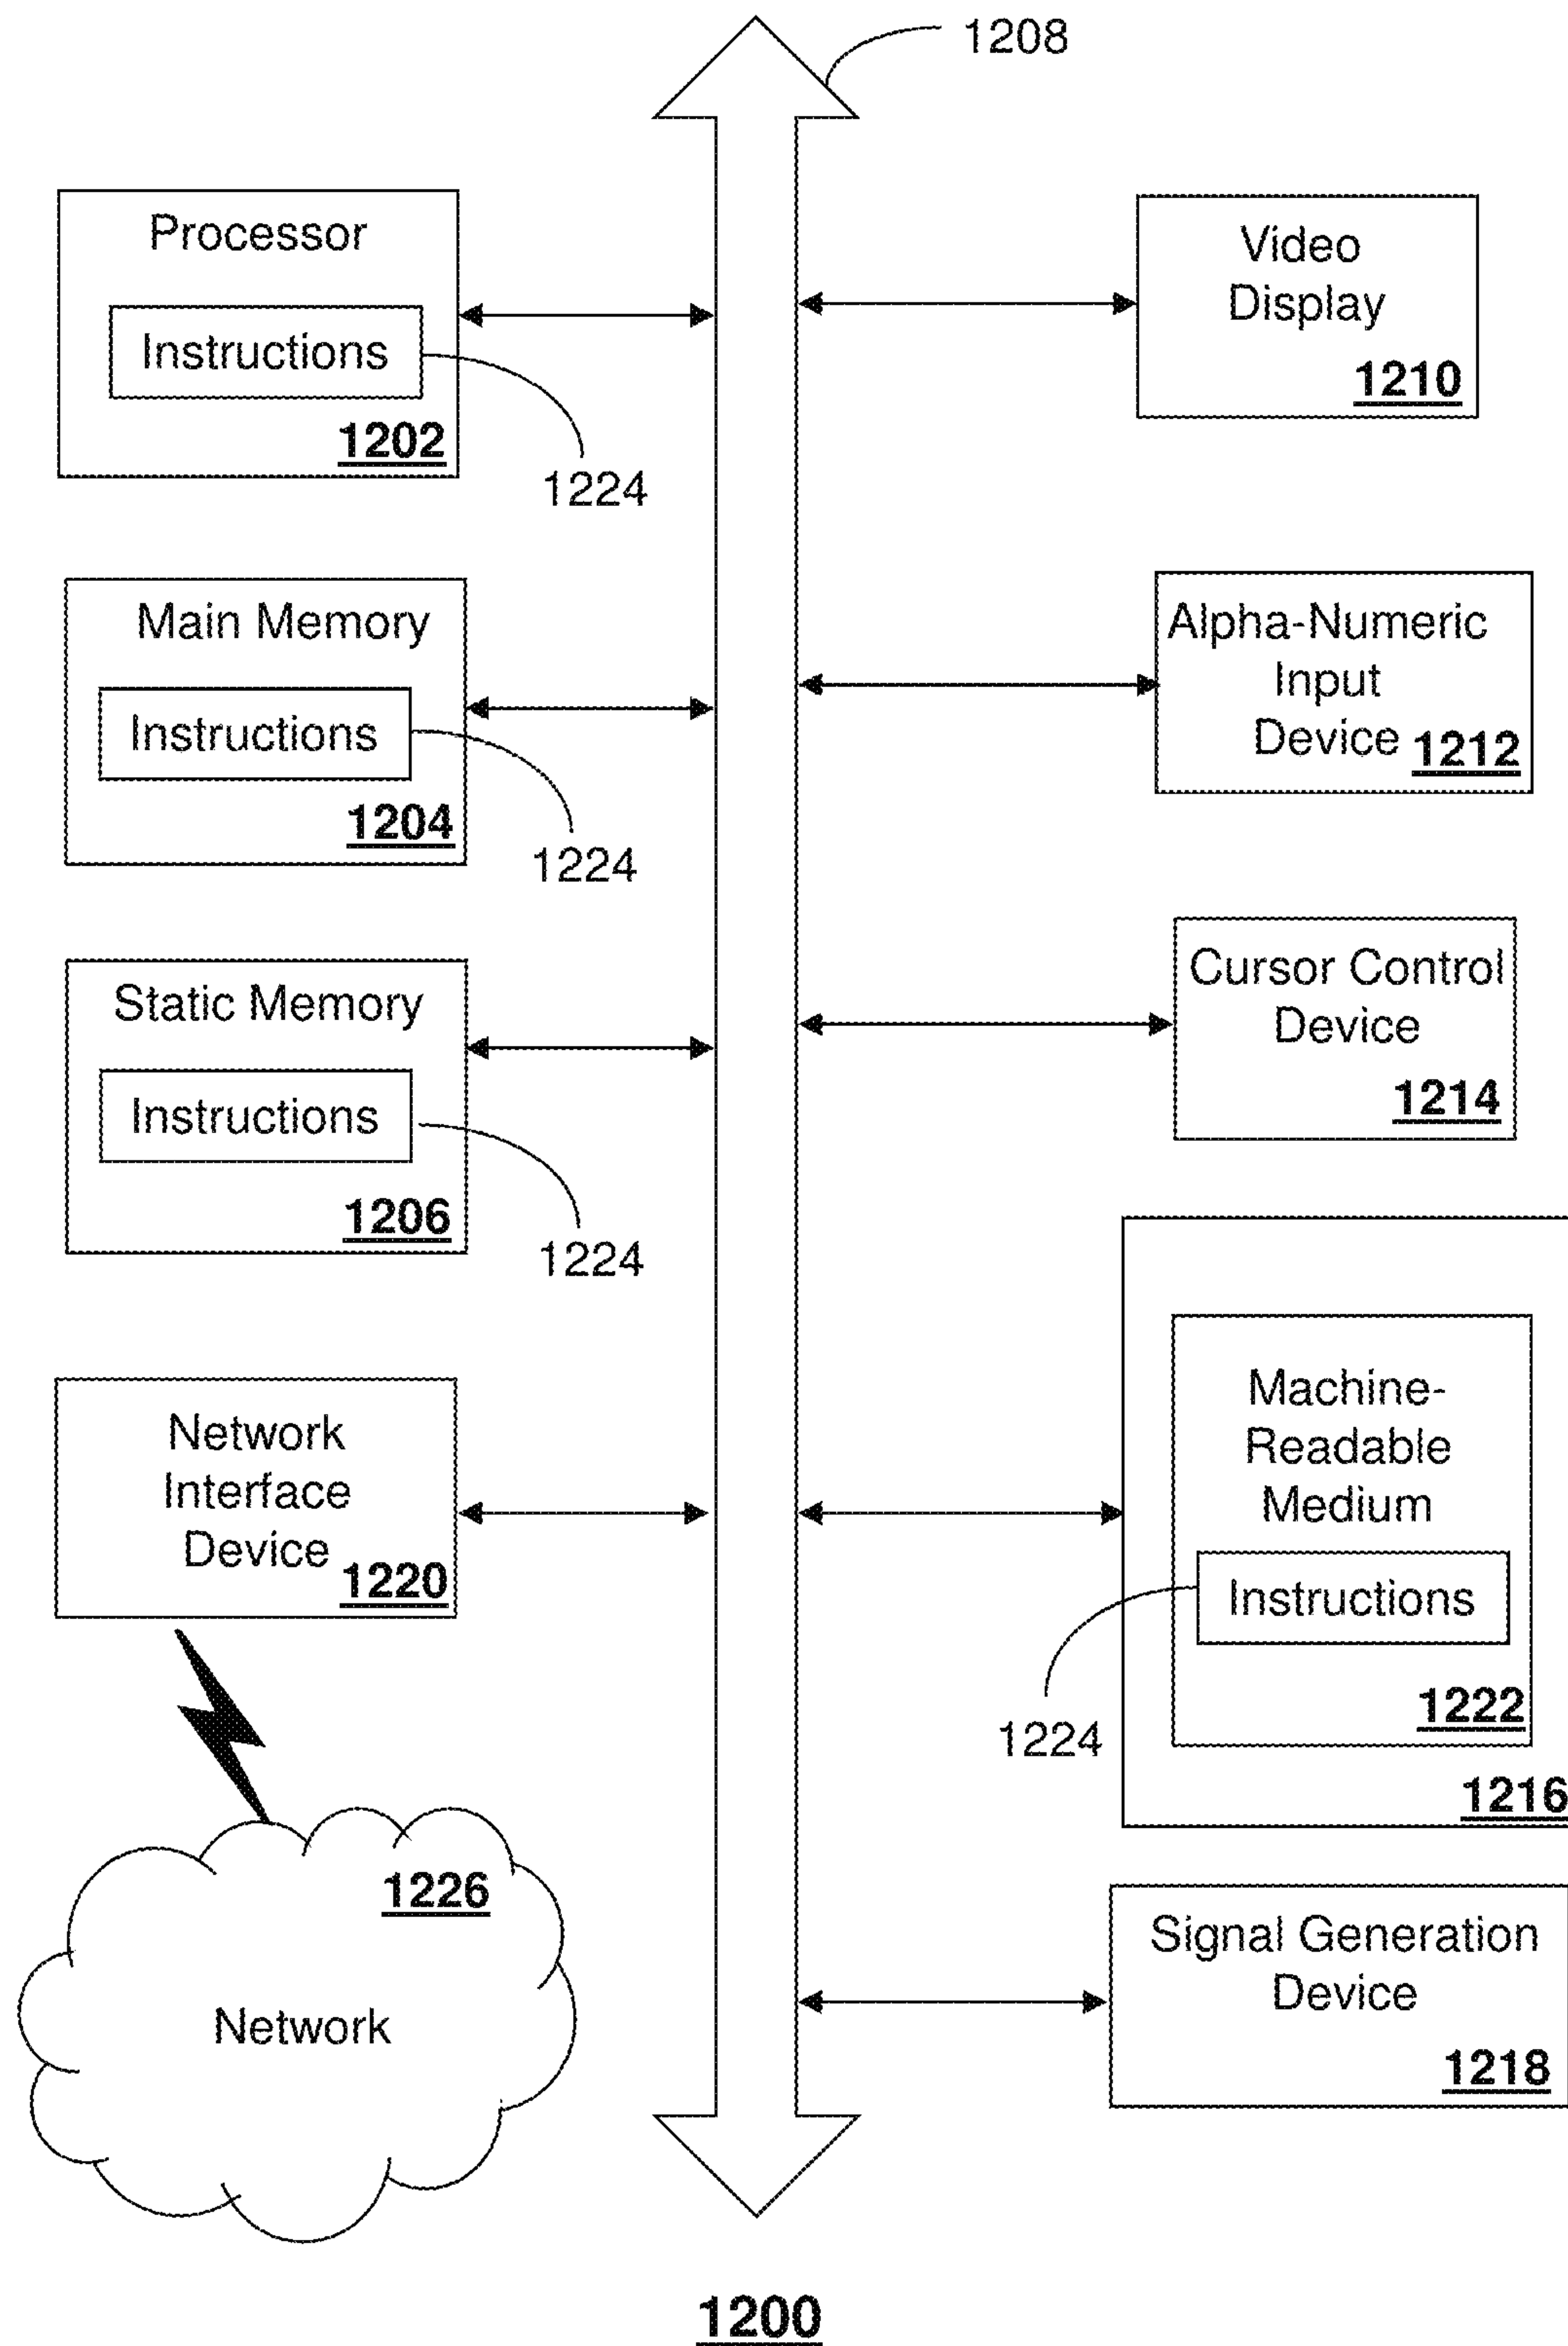 1208
Processor
Instructions
1202
1224
Video
Display
1210
Main Memory
Instructions
1204
1224
Alpha-Numeric
Input
Device
1212
Static Memory
Instructions
1206
1224
Cursor Control
Device
1214
Network
Interface
Device
1220
Machine-
Readable
Medium
Instructions
1222
1224
1216
1226
Network
Signal Generation
Device
1218
1200